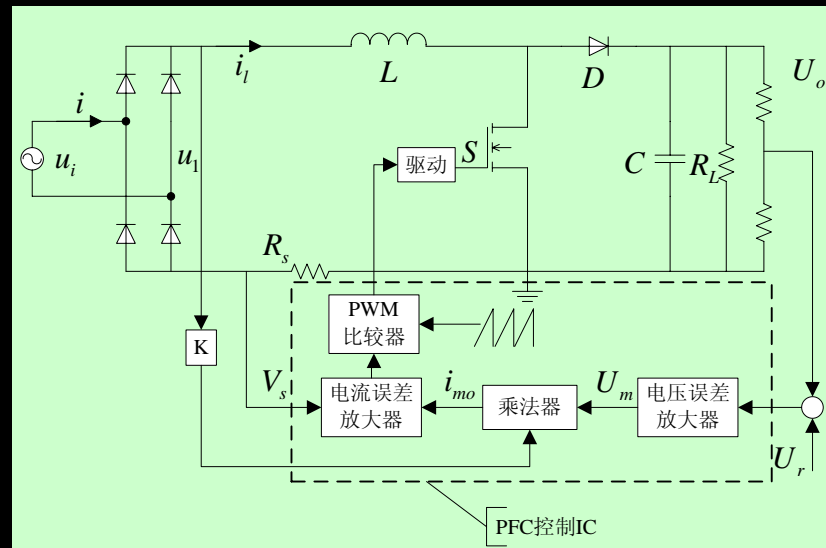 i_l
L
D
U_o
i
u_i
u_1
驱动
S
C
R_L
R_s
PWM
比较器
K
V_s
电流误差
放大器
i_{mo}
乘法器
U_m
电压误差
放大器
U_r
PFC控制IC